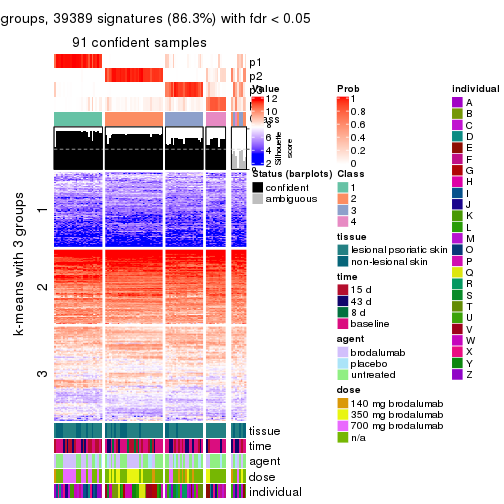 groups, 39389 signatures (86.3%) with fdr < 0.05
91 confident samples
p1
p2
k-means with 3 groups
1
2
3
Value
12
10
8
6
4
2
0
Silhouette
score
Status (barplots)
confident
ambiguous
Prob
1
0.8
0.6
0.4
0.2
0
Class
1
2
3
4
tissue
lesional psoriatic skin
non-lesional skin
time
15 d
43 d
8 d
baseline
agent
brodalumab
placebo
untreated
dose
140 mg brodalumab
350 mg brodalumab
700 mg brodalumab
n/a
individual
A
B
C
D
E
F
G
H
I
J
K
L
M
O
P
Q
R
S
T
U
V
W
X
Y
Z
tissue
time
agent
dose
individual